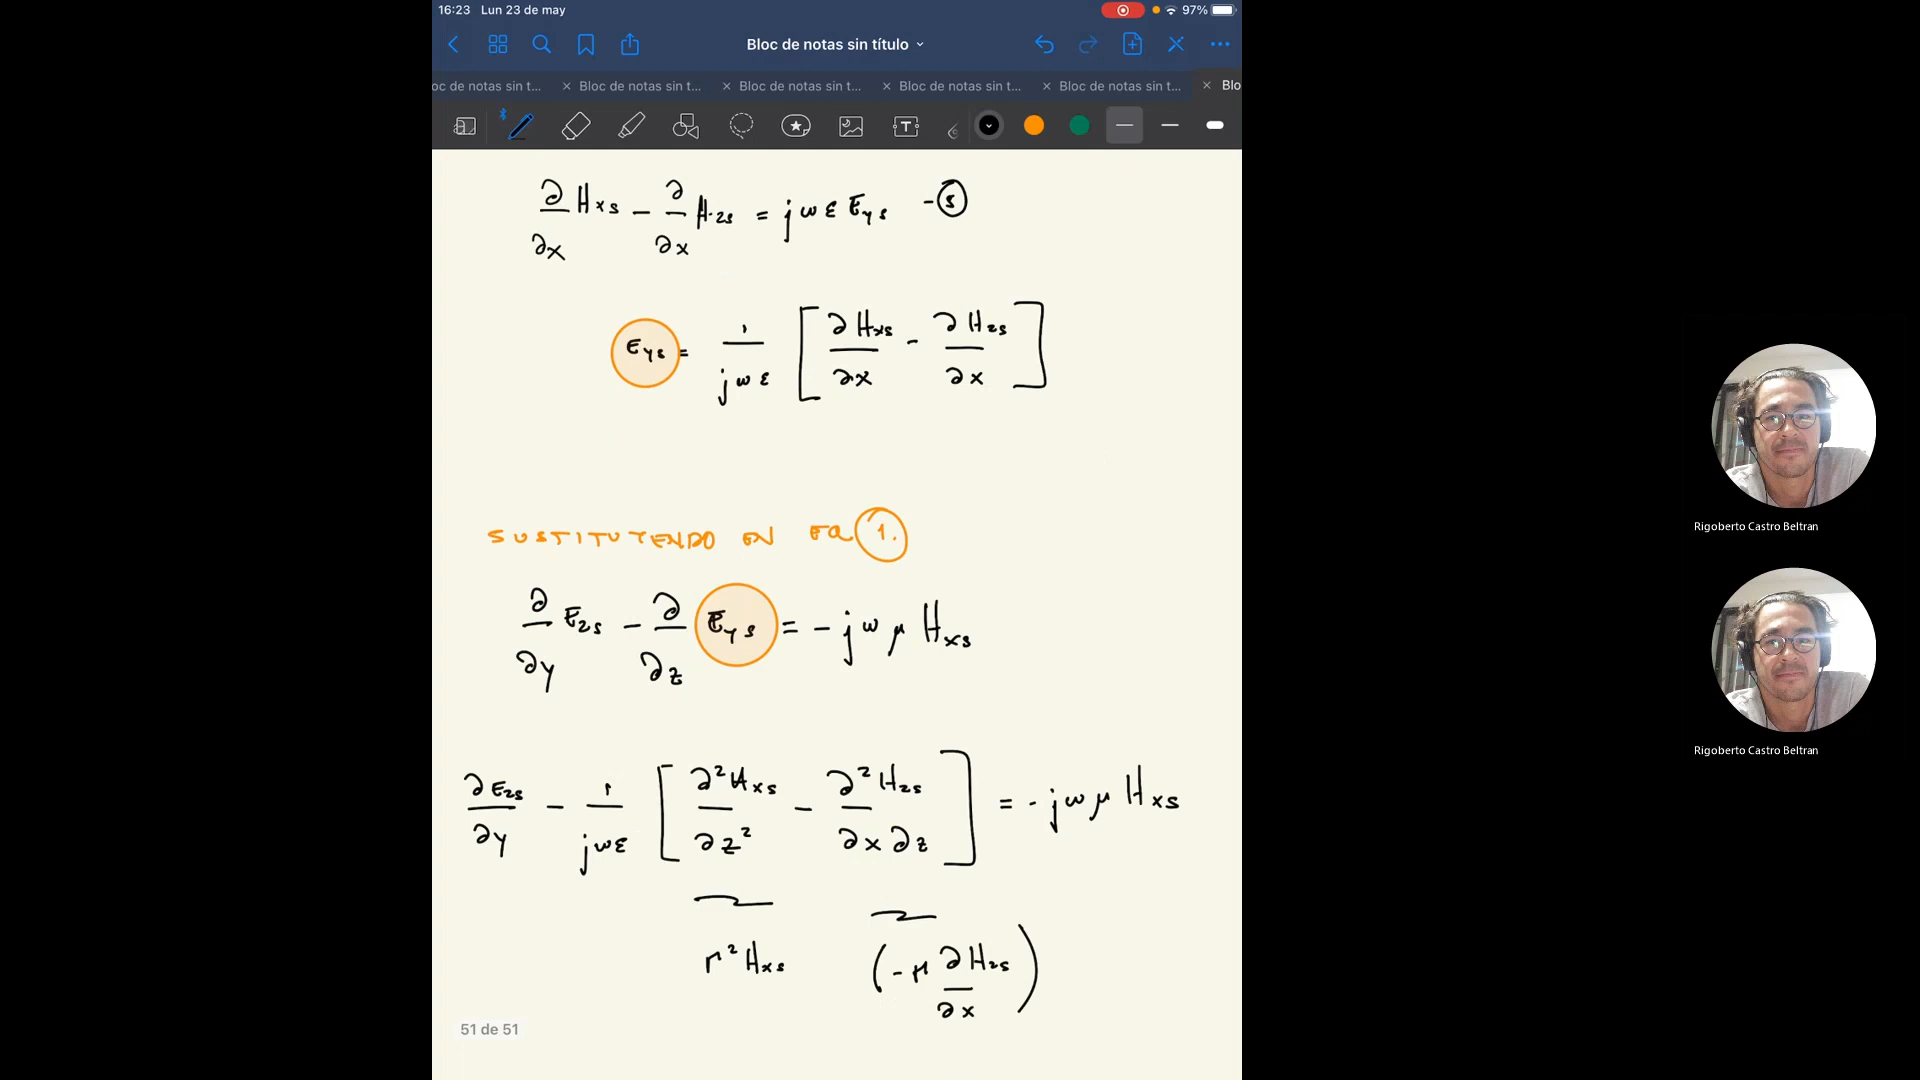 16:23 Lun 23 de may 97%
Bloc de notas sin título
oc de notas sin t... Bloc de notas sin t... Bloc de notas sin t... Bloc de notas sin t... Bloc de notas sin t... Blo
∂/∂x Hxs − ∂/∂x Hzs = jωε Eys -⑤
Eys = 1/jωε [∂Hxs/∂x − ∂Hzs/∂x]
SUSTITUYENDO EN EQ 1.
∂/∂y Ezs − ∂/∂z Eys = − jωμ Hxs
∂Ezs/∂y − 1/jωε [∂²Hxs/∂z² − ∂²Hzs/∂x∂z] = - jωμ Hxs
Γ²Hxs (-Γ ∂Hzs/∂x)
51 de 51
Rigoberto Castro Beltran
Rigoberto Castro Beltran